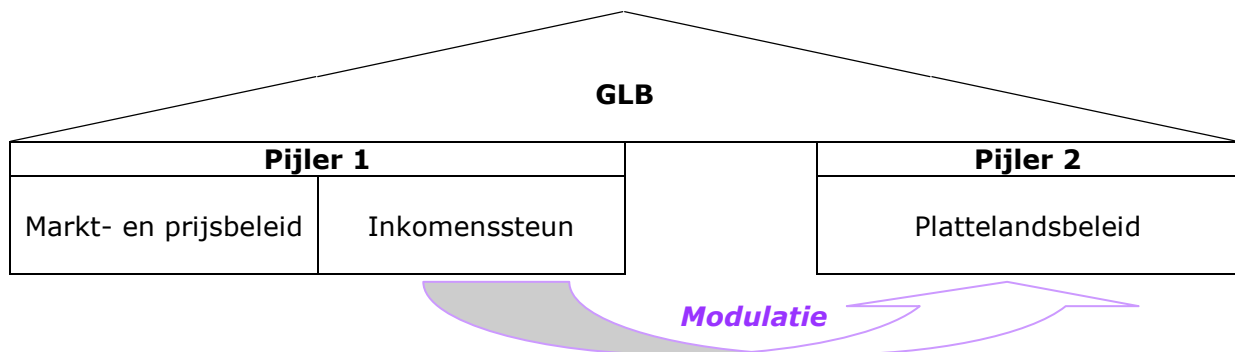 GLB
Pijler 1
Pijler 2
Markt- en prijsbeleid
Inkomenssteun
Plattelandsbeleid
Modulatie